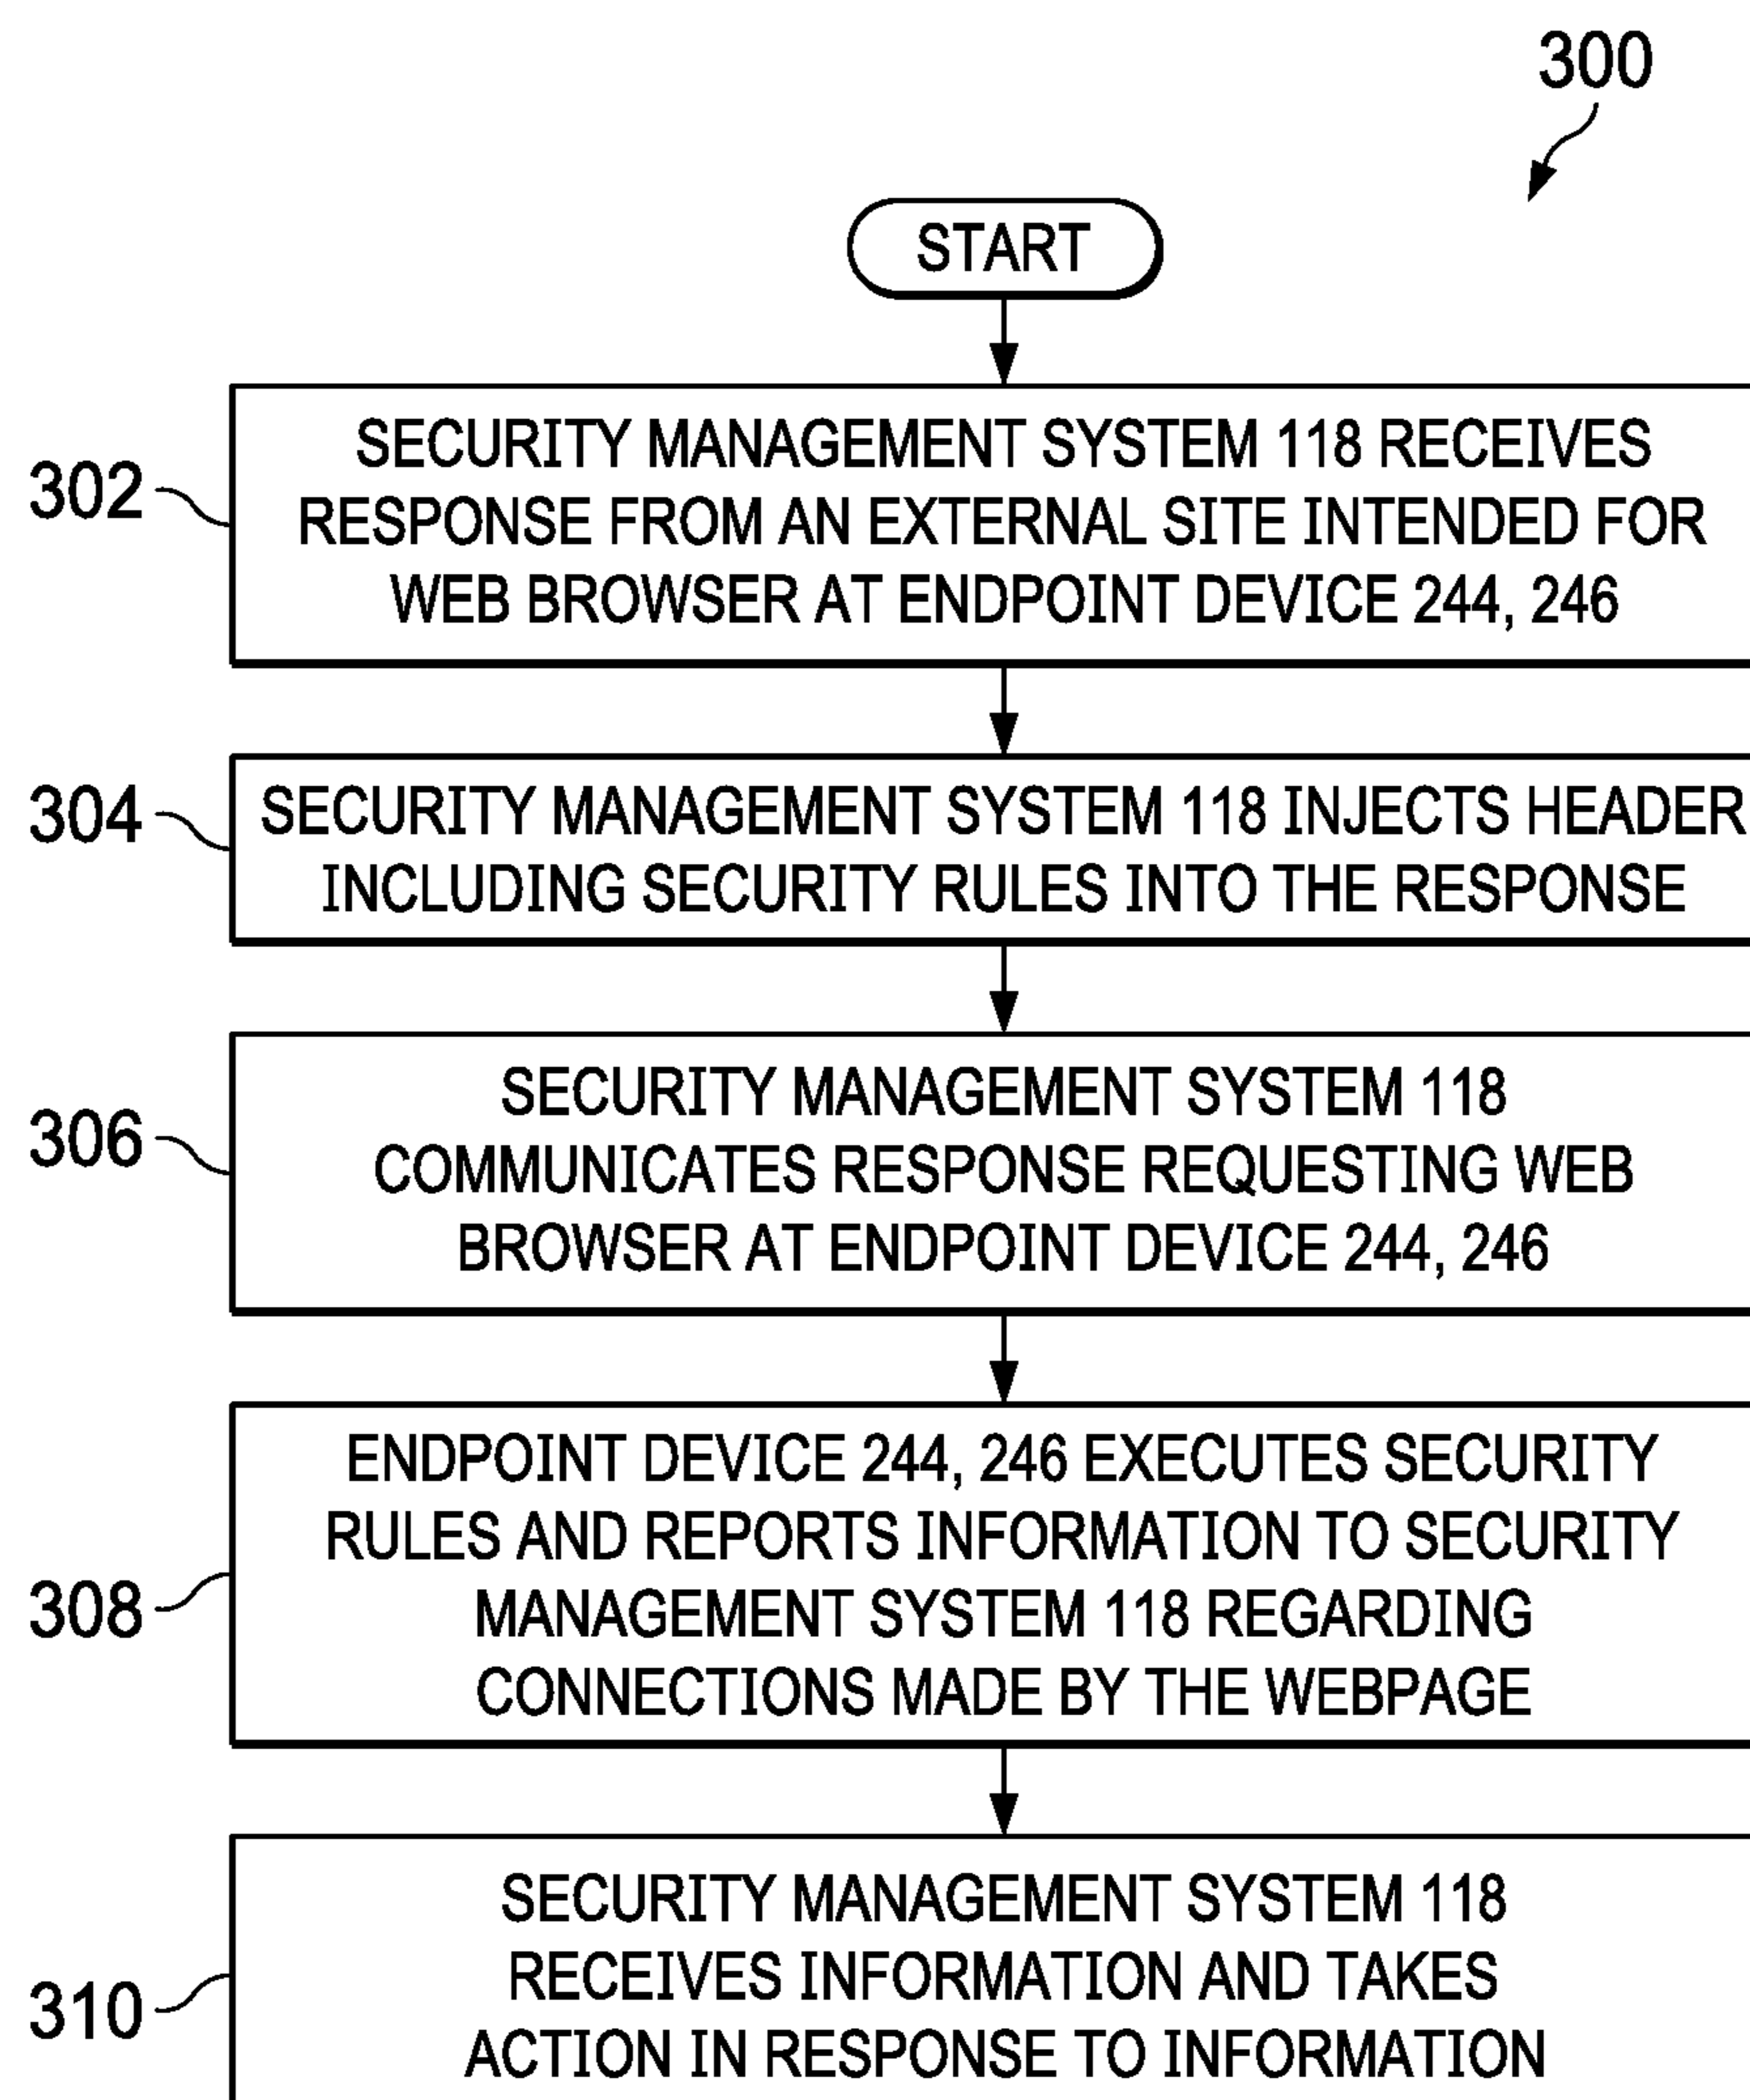 300
START
302
SECURITY MANAGEMENT SYSTEM 118 RECEIVES
RESPONSE FROM AN EXTERNAL SITE INTENDED FOR
WEB BROWSER AT ENDPOINT DEVICE 244, 246
304
SECURITY MANAGEMENT SYSTEM 118 INJECTS HEADER
INCLUDING SECURITY RULES INTO THE RESPONSE
306
SECURITY MANAGEMENT SYSTEM 118
COMMUNICATES RESPONSE REQUESTING WEB
BROWSER AT ENDPOINT DEVICE 244, 246
308
ENDPOINT DEVICE 244, 246 EXECUTES SECURITY
RULES AND REPORTS INFORMATION TO SECURITY
MANAGEMENT SYSTEM 118 REGARDING
CONNECTIONS MADE BY THE WEBPAGE
310
SECURITY MANAGEMENT SYSTEM 118
RECEIVES INFORMATION AND TAKES
ACTION IN RESPONSE TO INFORMATION